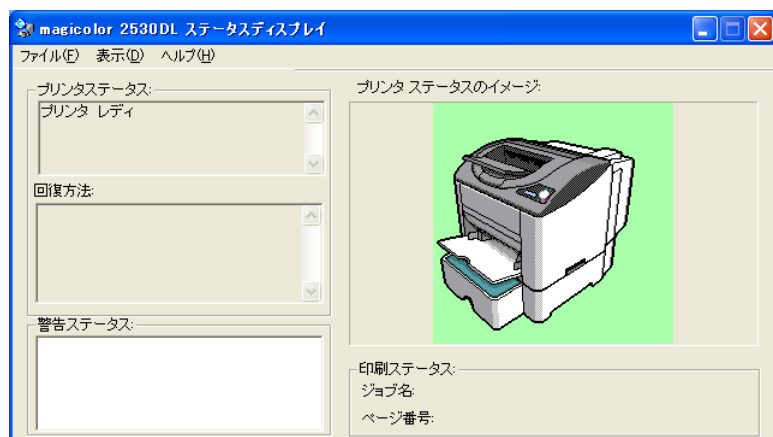 magicolor 2530DL ステータスディスプレイ
ファイル(F) 表示(D) ヘルプ(H)
プリンタステータス:
プリンタ レディ
回復方法:
警告ステータス:
プリンタ ステータスのイメージ:
印刷ステータス:
ジョブ名:
ページ番号: